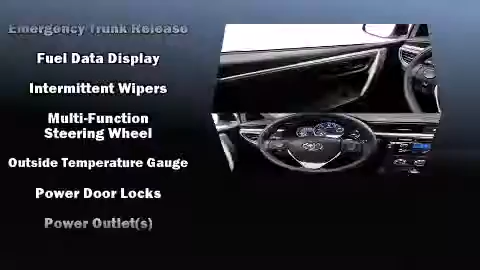 Emergency Trunk Release
Fuel Data Display
Intermittent Wipers
Multi-Function
Steering Wheel
Outside Temperature Gauge
Power Door Locks
Power Outlet(s)